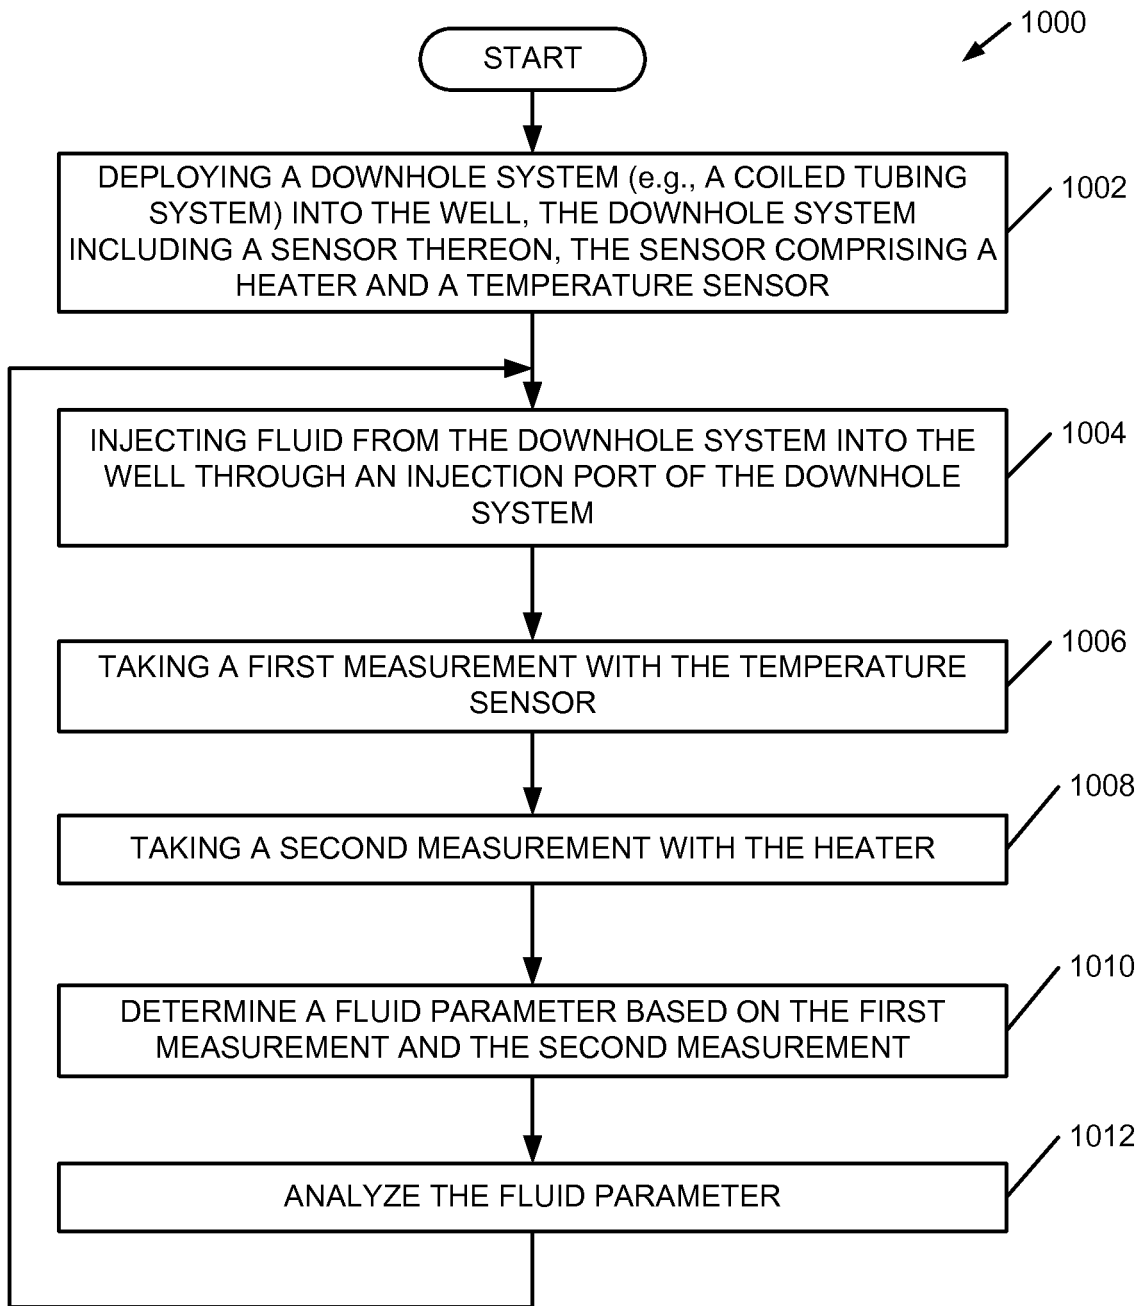 1000
START
DEPLOYING A DOWNHOLE SYSTEM (e.g., A COILED TUBING
SYSTEM) INTO THE WELL, THE DOWNHOLE SYSTEM
INCLUDING A SENSOR THEREON, THE SENSOR COMPRISING A
HEATER AND A TEMPERATURE SENSOR
1002
INJECTING FLUID FROM THE DOWNHOLE SYSTEM INTO THE
WELL THROUGH AN INJECTION PORT OF THE DOWNHOLE
SYSTEM
1004
TAKING A FIRST MEASUREMENT WITH THE TEMPERATURE
SENSOR
1006
TAKING A SECOND MEASUREMENT WITH THE HEATER
1008
DETERMINE A FLUID PARAMETER BASED ON THE FIRST
MEASUREMENT AND THE SECOND MEASUREMENT
1010
ANALYZE THE FLUID PARAMETER
1012